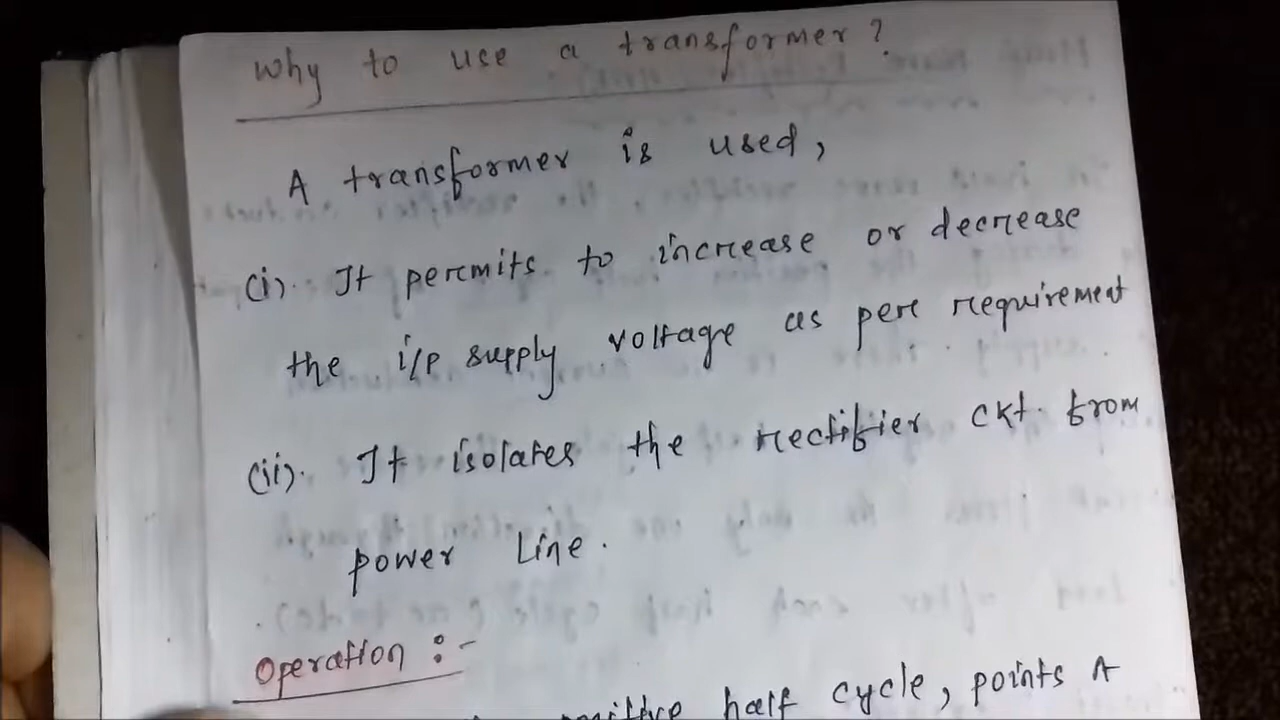 Why to use a transformer?
A transformer is used,
(i). It permits to increase or decrease
the i/p supply voltage as per requirement
(ii). It isolates the rectifier ckt. from
power Line.
Operation :-
positive half cycle, points A